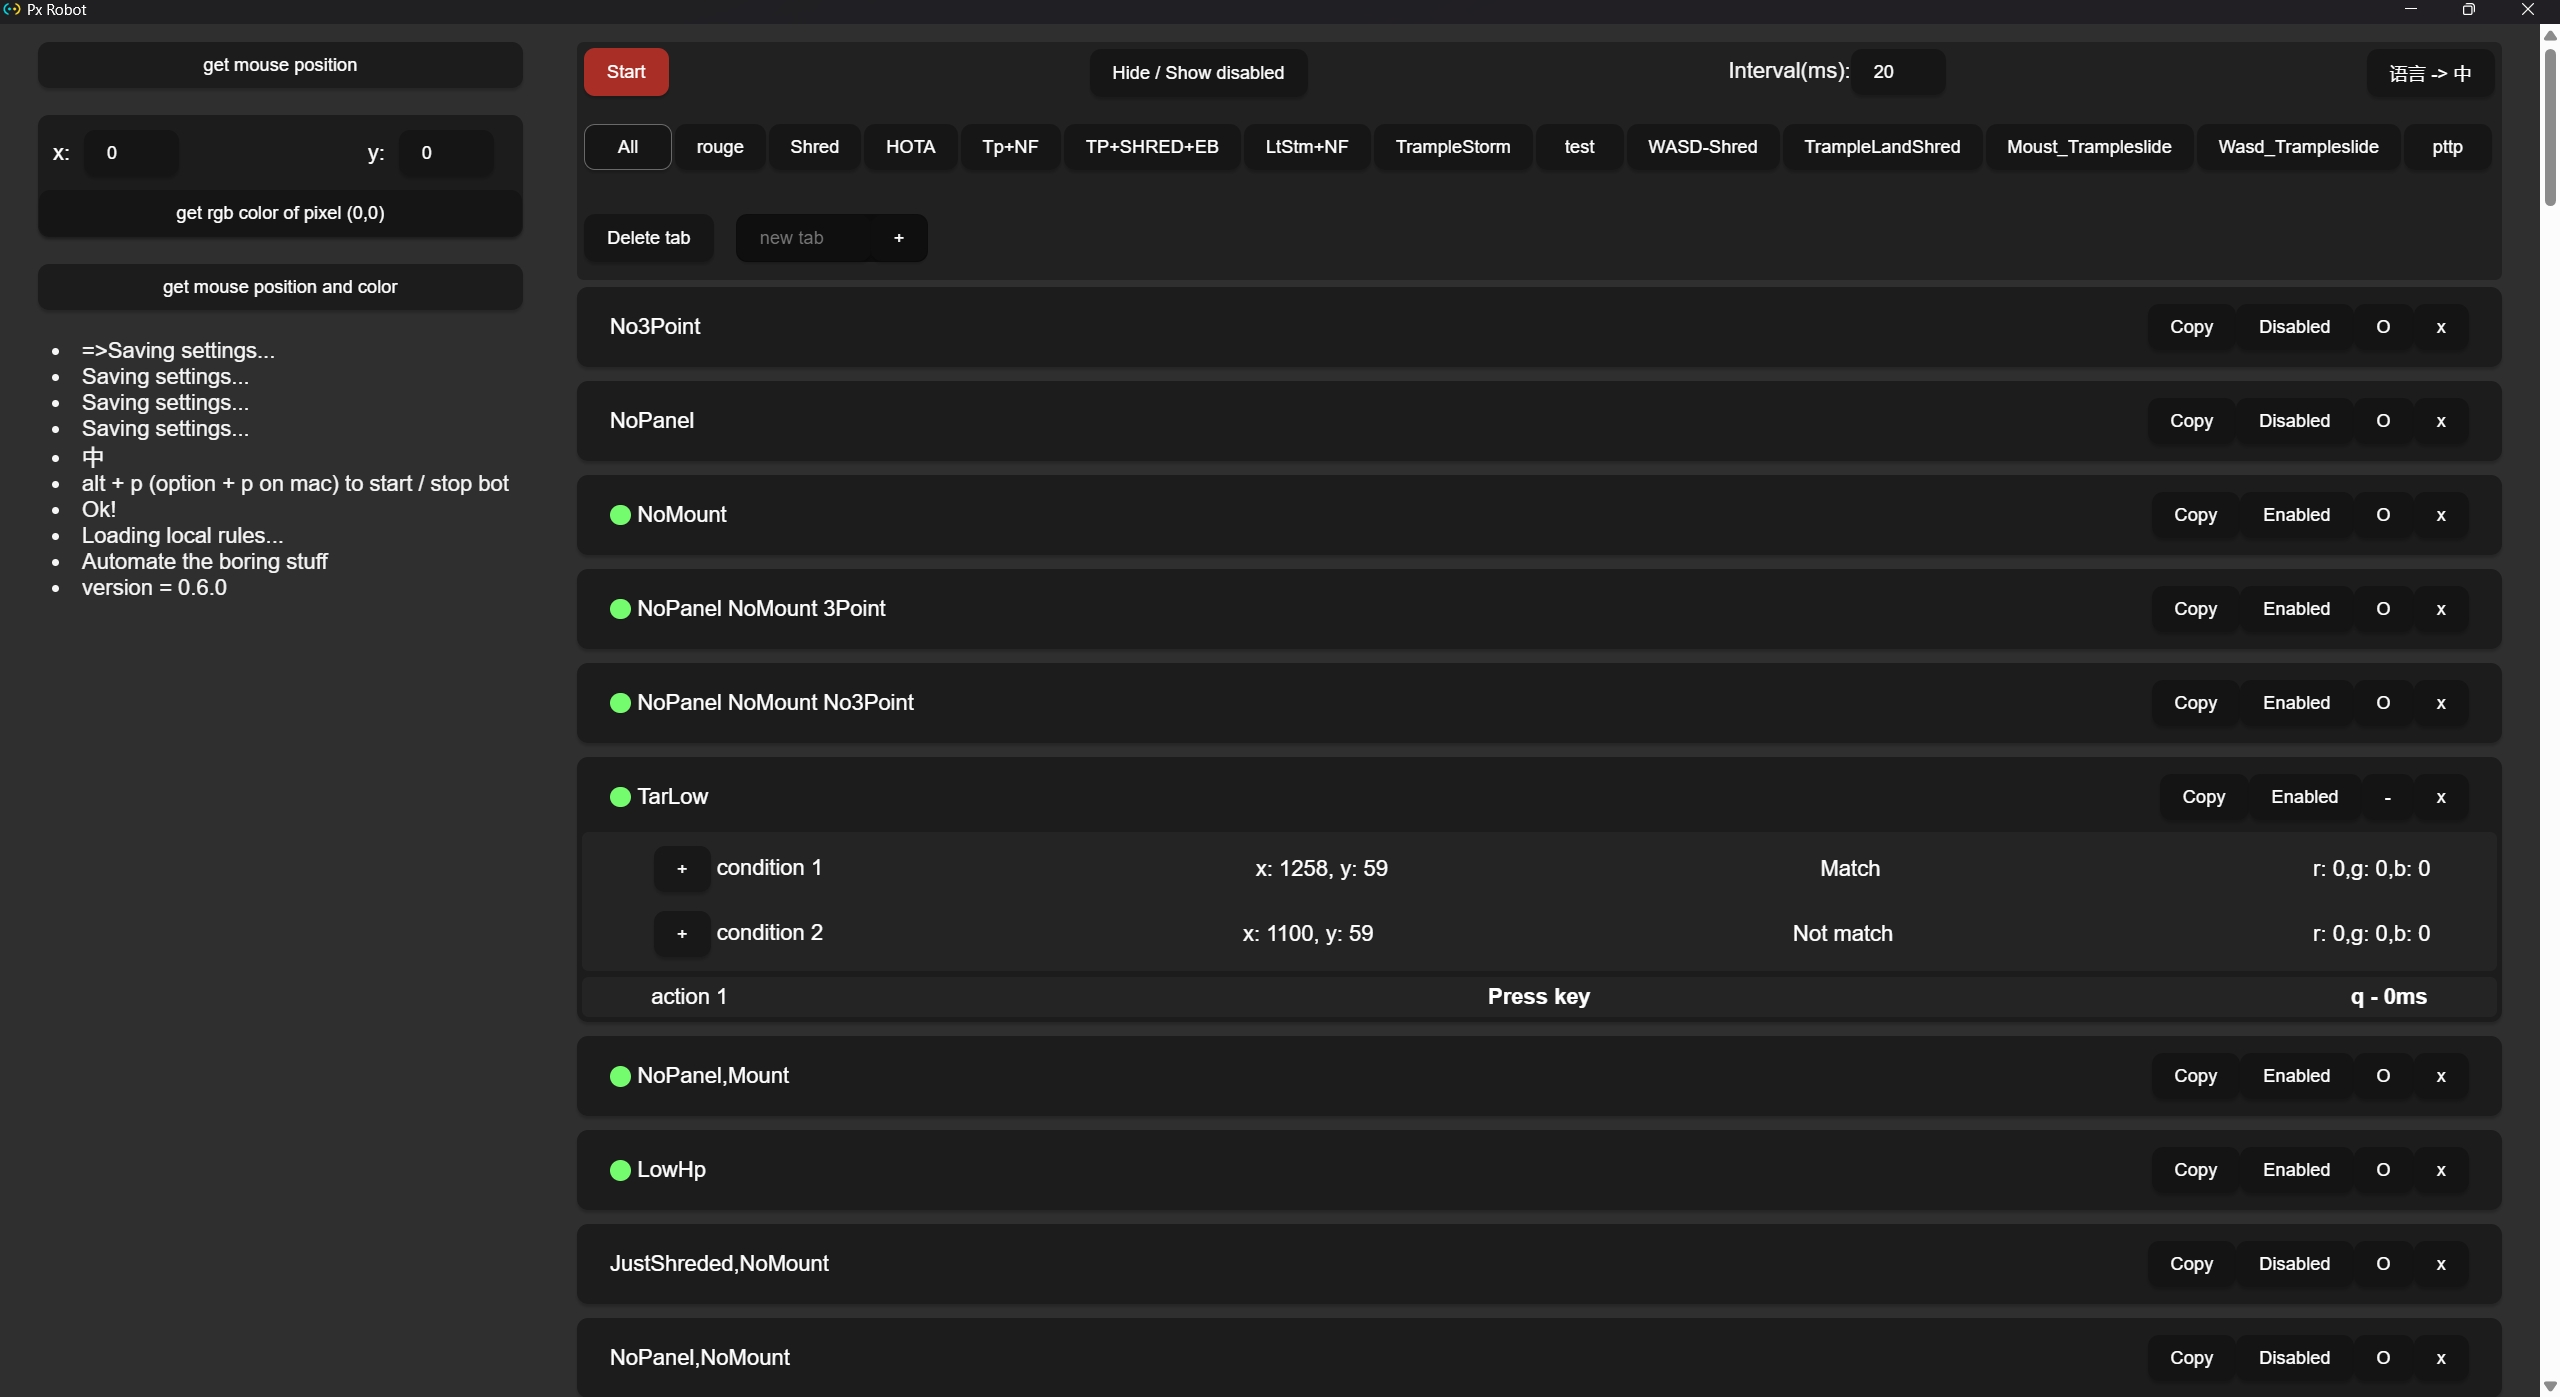 Px Robot
get mouse position
x: 0 y: 0
get rgb color of pixel (0,0)
get mouse position and color
=>Saving settings...
Saving settings...
Saving settings...
Saving settings...
中
alt + p (option + p on mac) to start / stop bot
Ok!
Loading local rules...
Automate the boring stuff
version = 0.6.0
Start Hide / Show disabled Interval(ms): 20 语言 -> 中
All rouge Shred HOTA Tp+NF TP+SHRED+EB LtStm+NF TrampleStorm test WASD-Shred TrampleLandShred Moust_Trampleslide Wasd_Trampleslide pttp
Delete tab new tab +
No3Point Copy Disabled O x
NoPanel Copy Disabled O x
NoMount Copy Enabled O x
NoPanel NoMount 3Point Copy Enabled O x
NoPanel NoMount No3Point Copy Enabled O x
TarLow Copy Enabled - x
+ condition 1 x: 1258, y: 59 Match r: 0,g: 0,b: 0
+ condition 2 x: 1100, y: 59 Not match r: 0,g: 0,b: 0
action 1 Press key q - 0ms
NoPanel,Mount Copy Enabled O x
LowHp Copy Enabled O x
JustShreded,NoMount Copy Disabled O x
NoPanel,NoMount Copy Disabled O x